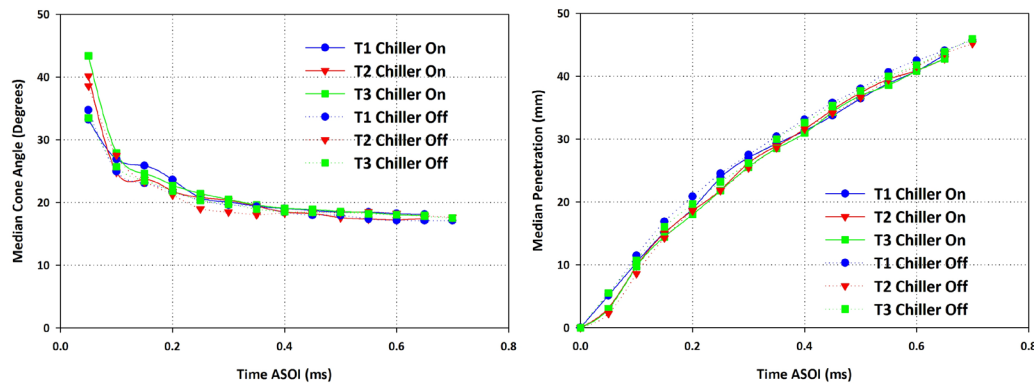 50
40
30
20
10
0
Median Cone Angle (Degrees)
T1 Chiller On
T2 Chiller On
T3 Chiller On
T1 Chiller Off
T2 Chiller Off
T3 Chiller Off
0.0 0.2 0.4 0.6 0.8
Time ASOI (ms)
50
40
30
20
10
0
Median Penetration (mm)
T1 Chiller On
T2 Chiller On
T3 Chiller On
T1 Chiller Off
T2 Chiller Off
T3 Chiller Off
0.0 0.2 0.4 0.6 0.8
Time ASOI (ms)